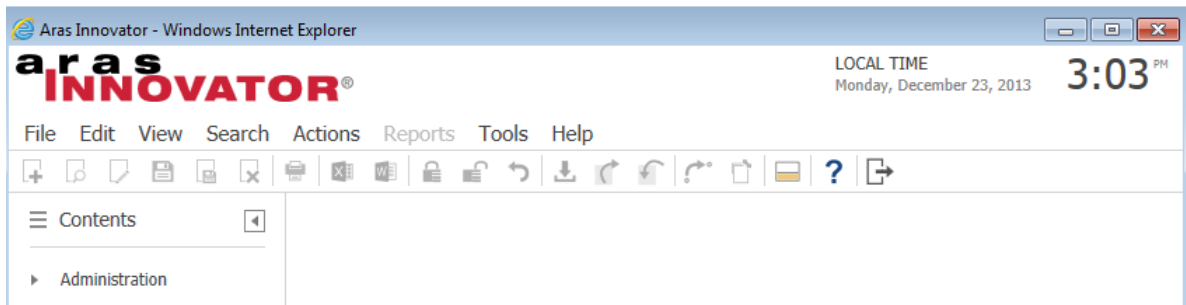 Aras Innovator - Windows Internet Explorer
aras
INNOVATOR®
LOCAL TIME
Monday, December 23, 2013
3:03 PM
File Edit View Search Actions Reports Tools Help
?
Contents
Administration